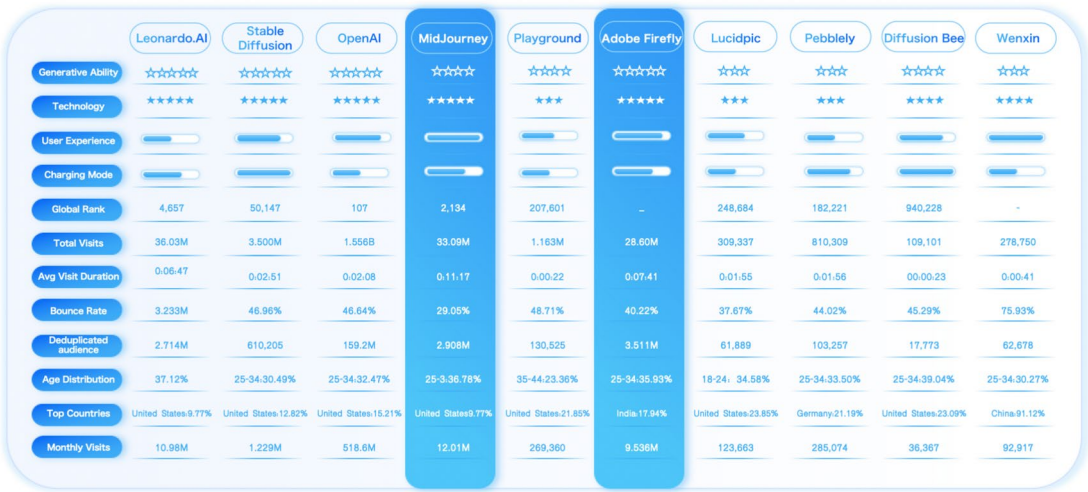 Leonardo.AI Stable Diffusion OpenAI MidJourney Playground Adobe Firefly Lucidpic Pebblely Diffusion Bee Wenxin
Generative Ability ☆☆☆☆☆ ☆☆☆☆☆ ☆☆☆☆☆ ☆☆☆☆ ☆☆☆☆ ☆☆☆☆☆ ☆☆☆ ☆☆☆ ☆☆☆☆ ☆☆☆
Technology ★★★★★ ★★★★★ ★★★★★ ★★★★★ ★★★ ★★★★★ ★★★ ★★★ ★★★★ ★★★★
User Experience
Charging Mode
Global Rank 4,657 50,147 107 2,134 207,601 _ 248,684 182,221 940,228 -
Total Visits 36.03M 3.500M 1.556B 33.09M 1.163M 28.60M 309,337 810,309 109,101 278,750
Avg Visit Duration 0:06:47 0:02:51 0:02:08 0:11:17 0:00:22 0:07:41 0:01:55 0:01:56 00:00:23 0:00:41
Bounce Rate 3.233M 46.96% 46.64% 29.05% 48.71% 40.22% 37.67% 44.02% 45.29% 75.93%
Deduplicated audience 2.714M 610,205 159.2M 2.908M 130,525 3.511M 61,889 103,257 17,773 62,678
Age Distribution 37.12% 25-34:30.49% 25-34:32.47% 25-3:36.78% 35-44:23.36% 25-34:35.93% 18-24: 34.58% 25-34:33.50% 25-34:39.04% 25-34:30.27%
Top Countries United States:9.77% United States:12.82% United States:15.21% United States9.77% United States:21.85% India:17.94% United States:23.85% Germany:21.19% United States:23.09% China:91.12%
Monthly Visits 10.98M 1.229M 518.6M 12.01M 269,360 9.536M 123,663 285,074 36,367 92,917